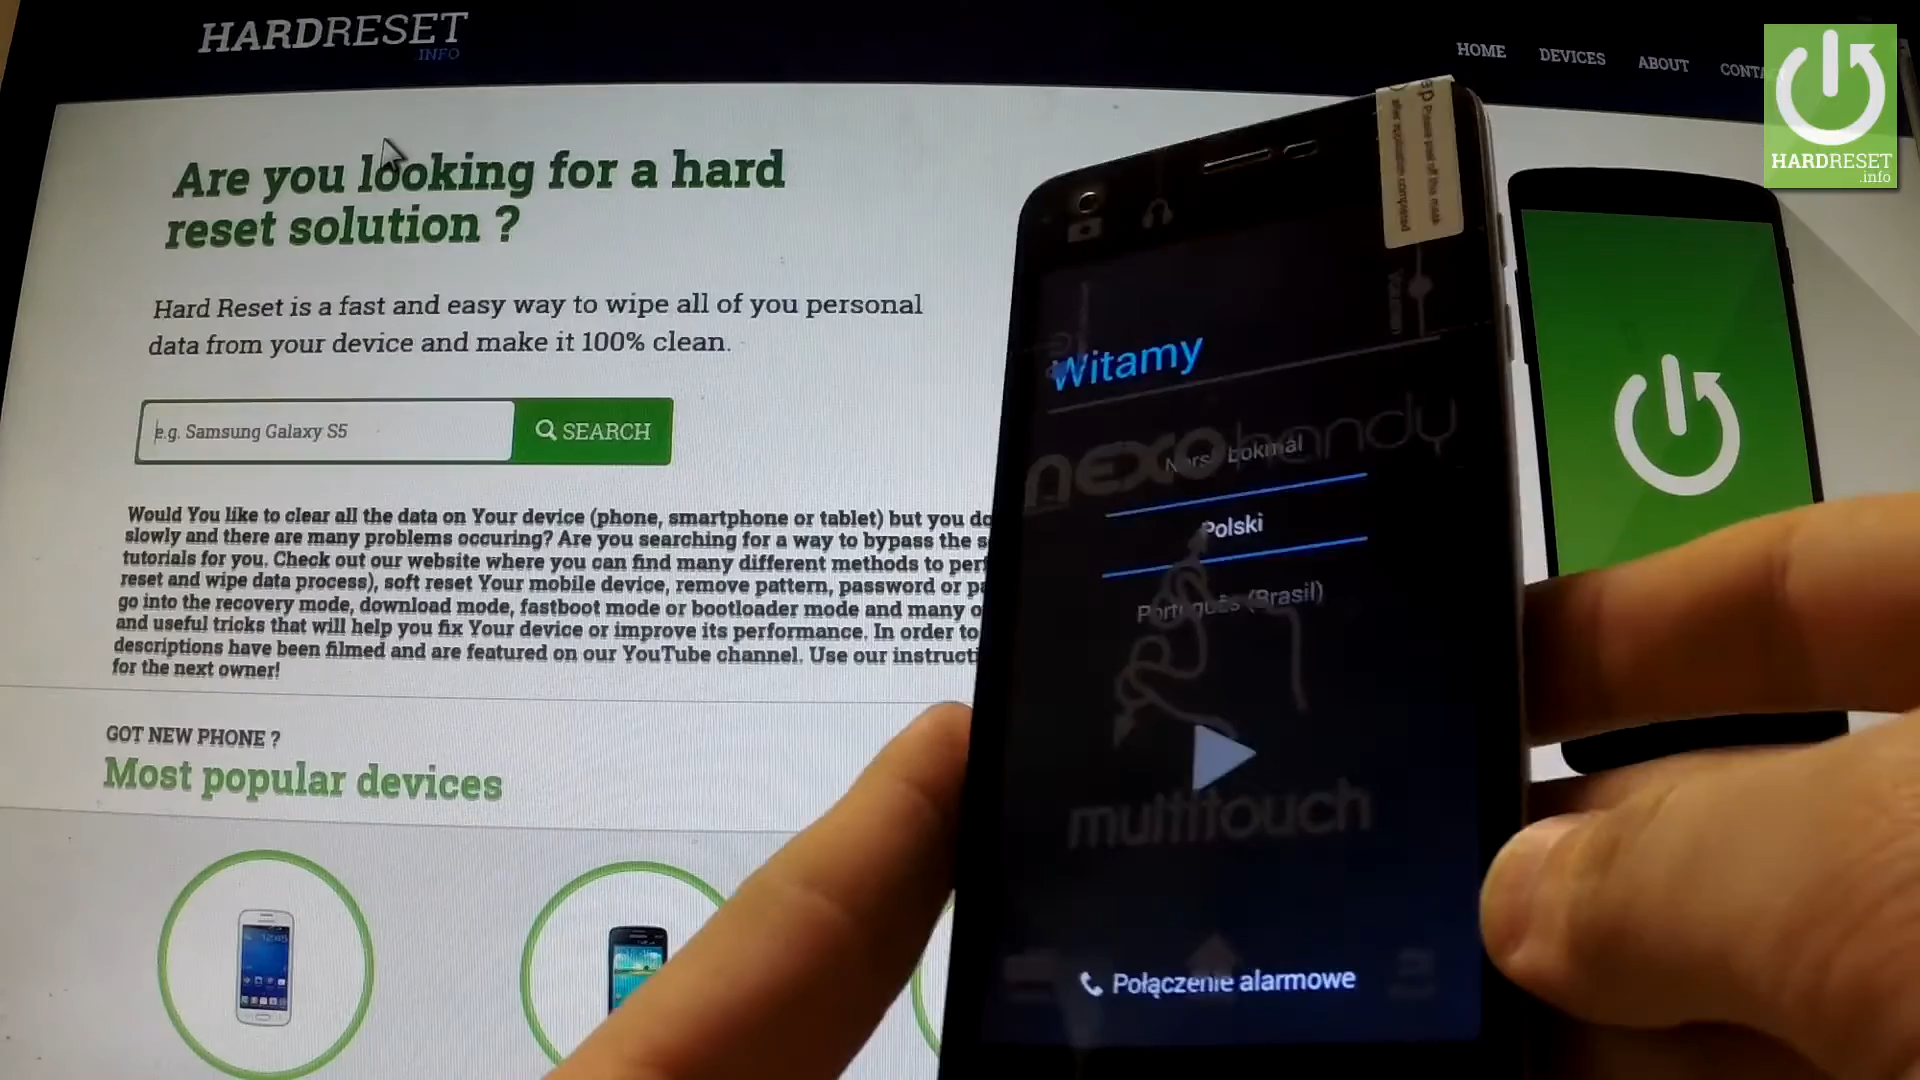 HARDRESET
.INFO
HOME DEVICES ABOUT
HARDRESET
.info
Are you looking for a hard
reset solution ?
Hard Reset is a fast and easy way to wipe all of you personal
data from your device and make it 100% clean.
e.g. Samsung Galaxy S5
SEARCH
Would You like to clear all the data on Your device (phone, smartphone or tablet) but you
slowly and there are many problems occuring? Are you searching for a way to bypass the
tutorials for you. Check out our website where you can find many different methods to
reset and wipe data process), soft reset Your mobile device, remove pattern, password or
go into the recovery mode, download mode, fastboot mode or bootloader mode and many
and useful tricks that will help you fix Your device or improve its performance. In order to
descriptions have been filmed and are featured on our YouTube channel. Use our
for the next owner!
GOT NEW PHONE ?
Most popular devices
Witamy
nexo handy
Norsk bokmål
Polski
Português (Brasil)
multitouch
Połączenie alarmowe